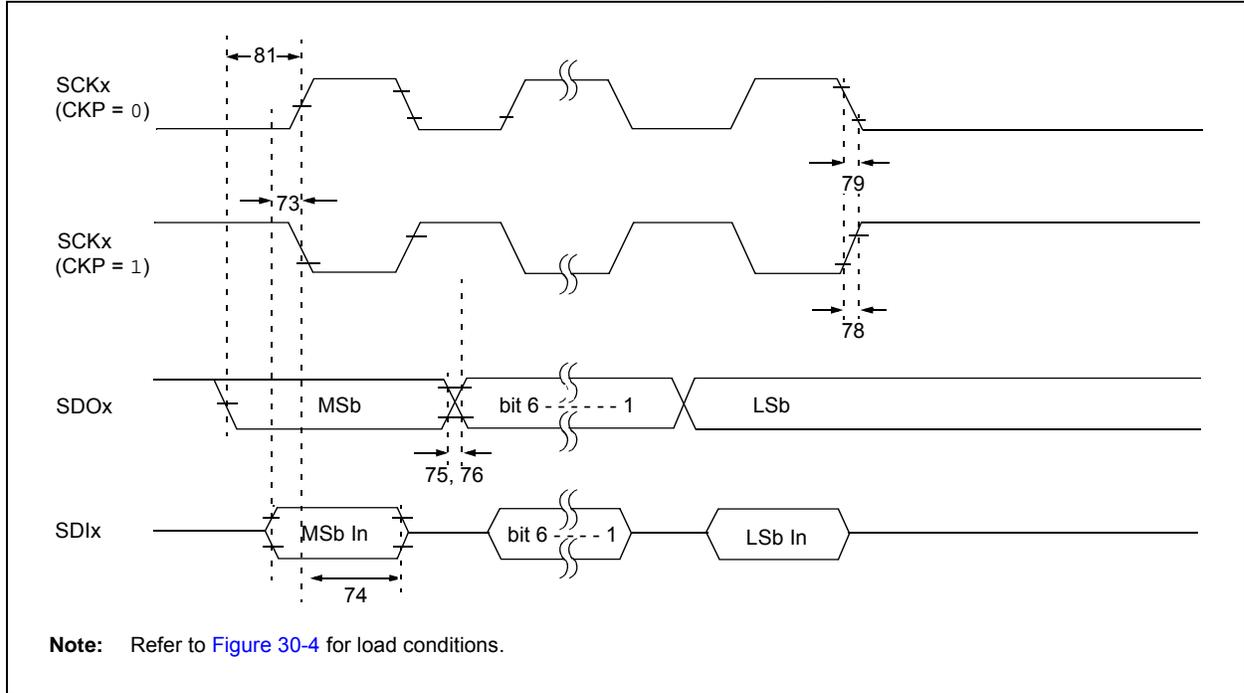 81
SCKx
(CKP = 0)
79
73
SCKx
(CKP = 1)
78
SDOx
MSb
bit 6 - - - - - - 1
LSb
75, 76
SDIx
MSb In
bit 6 - - - - - 1
LSb In
74
Note: Refer to Figure 30-4 for load conditions.